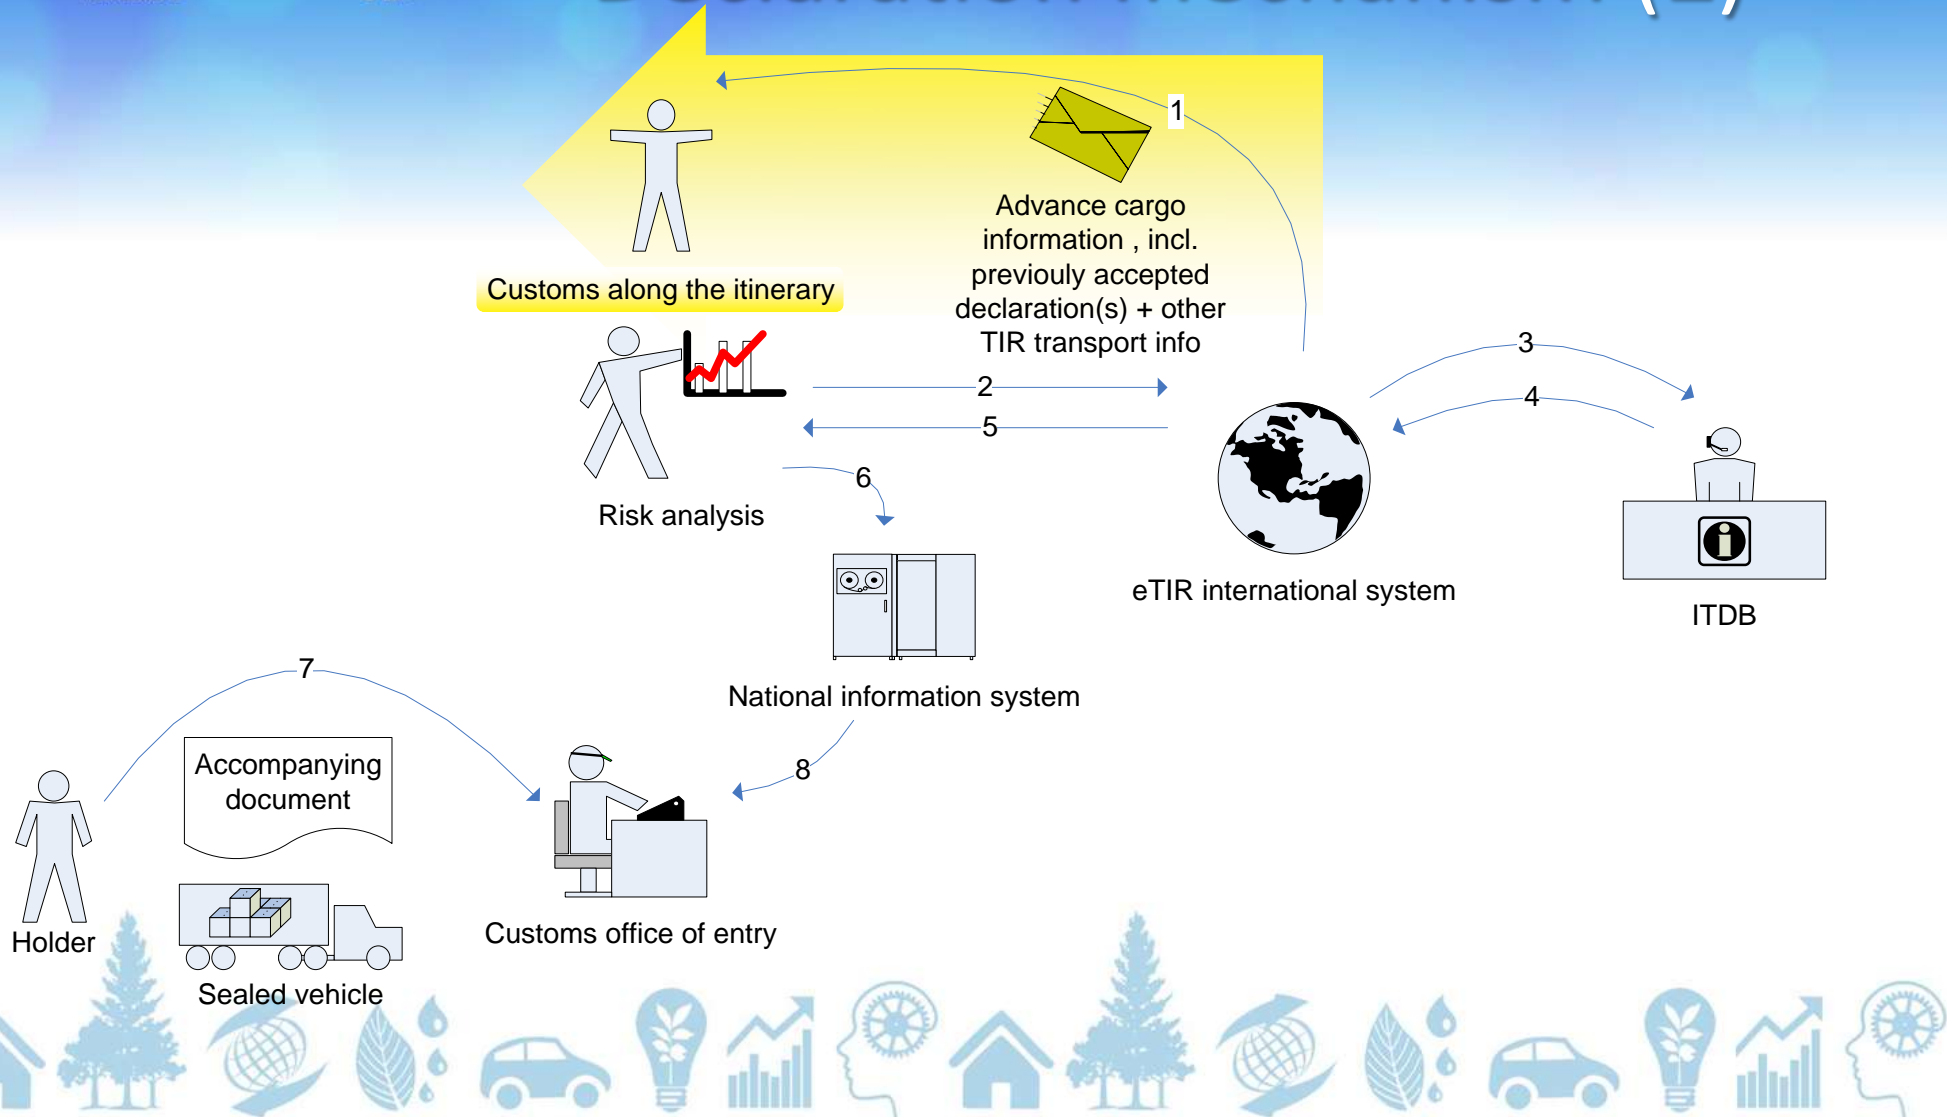 1
Advance cargo
information , incl.
previouly accepted
declaration(s) + other
TIR transport info
Customs along the itinerary
2
5
3
4
6
Risk analysis
eTIR international system
ITDB
National information system
7
8
Accompanying
document
Holder
Sealed vehicle
Customs office of entry